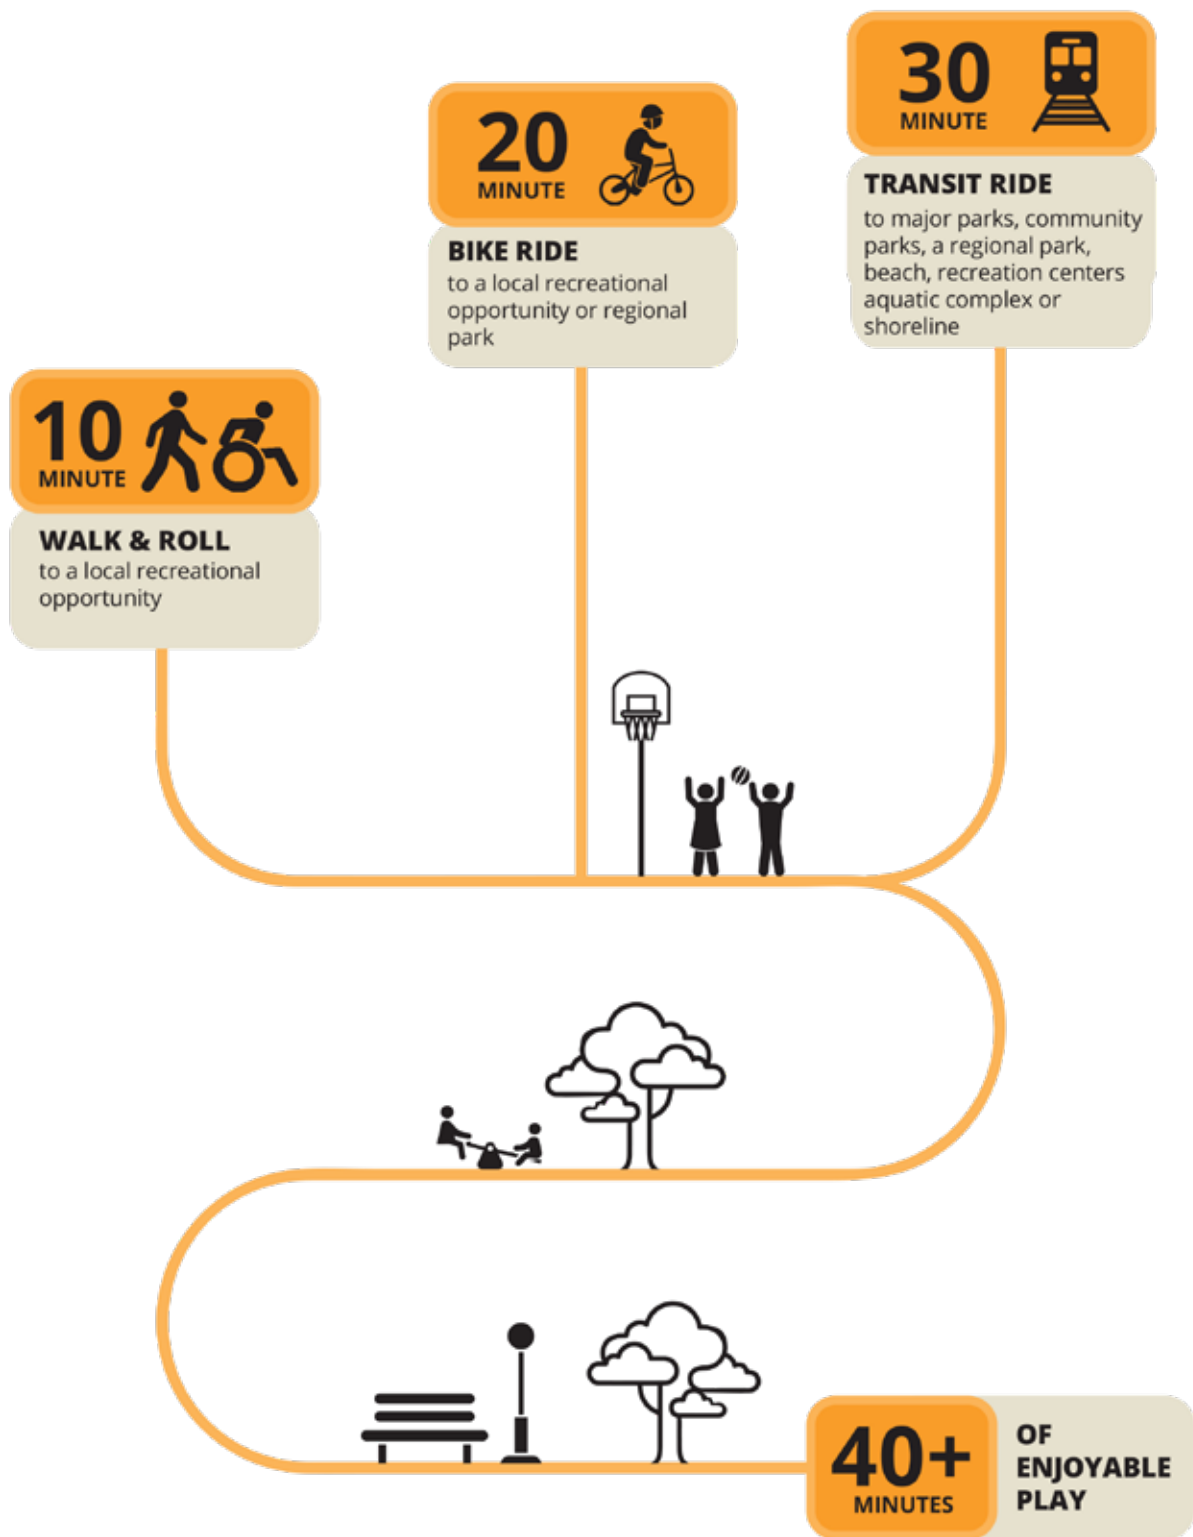 10
MINUTE
WALK & ROLL
to a local recreational
opportunity
20
MINUTE
BIKE RIDE
to a local recreational
opportunity or regional
park
30
MINUTE
TRANSIT RIDE
to major parks, community
parks, a regional park,
beach, recreation centers
aquatic complex or
shoreline
40+
MINUTES
OF
ENJOYABLE
PLAY